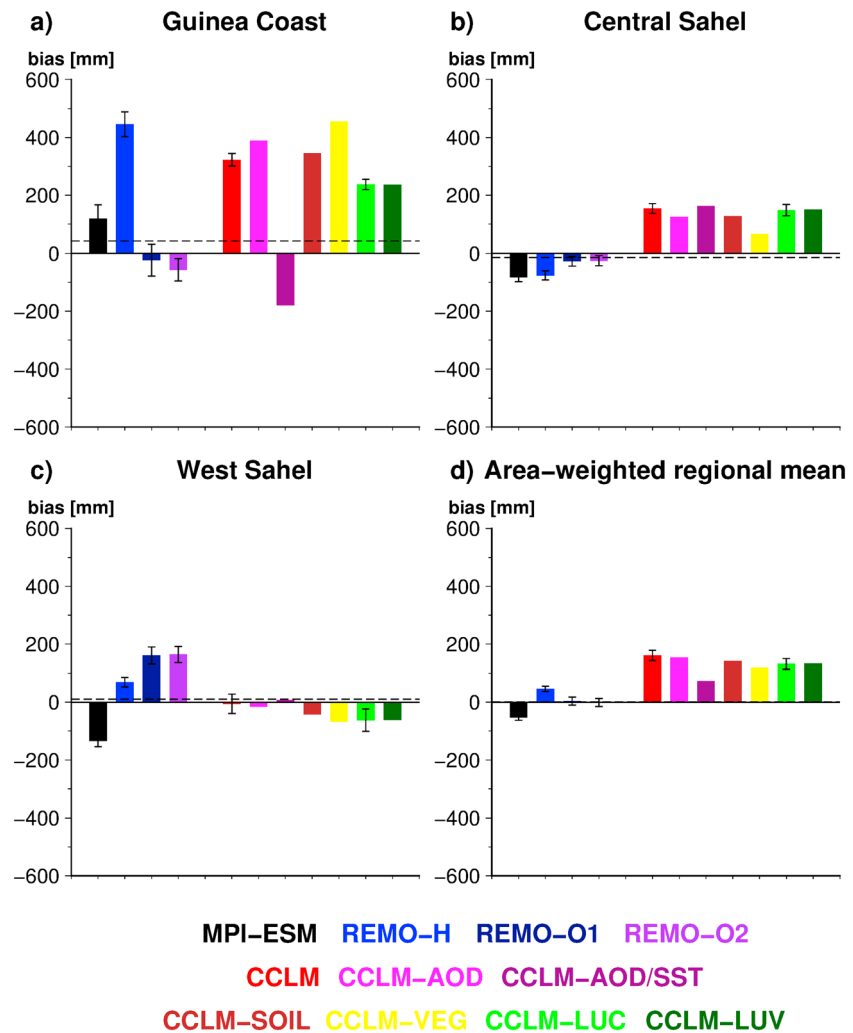 a) Guinea Coast
bias [mm]
600
400
200
0
−200
−400
−600
b) Central Sahel
bias [mm]
600
400
200
0
−200
−400
−600
c) West Sahel
bias [mm]
600
400
200
0
−200
−400
−600
d) Area−weighted regional mean
bias [mm]
600
400
200
0
−200
−400
−600
MPI−ESM REMO−H REMO−O1 REMO−O2
CCLM CCLM−AOD CCLM−AOD/SST
CCLM−SOIL CCLM−VEG CCLM−LUC CCLM−LUV